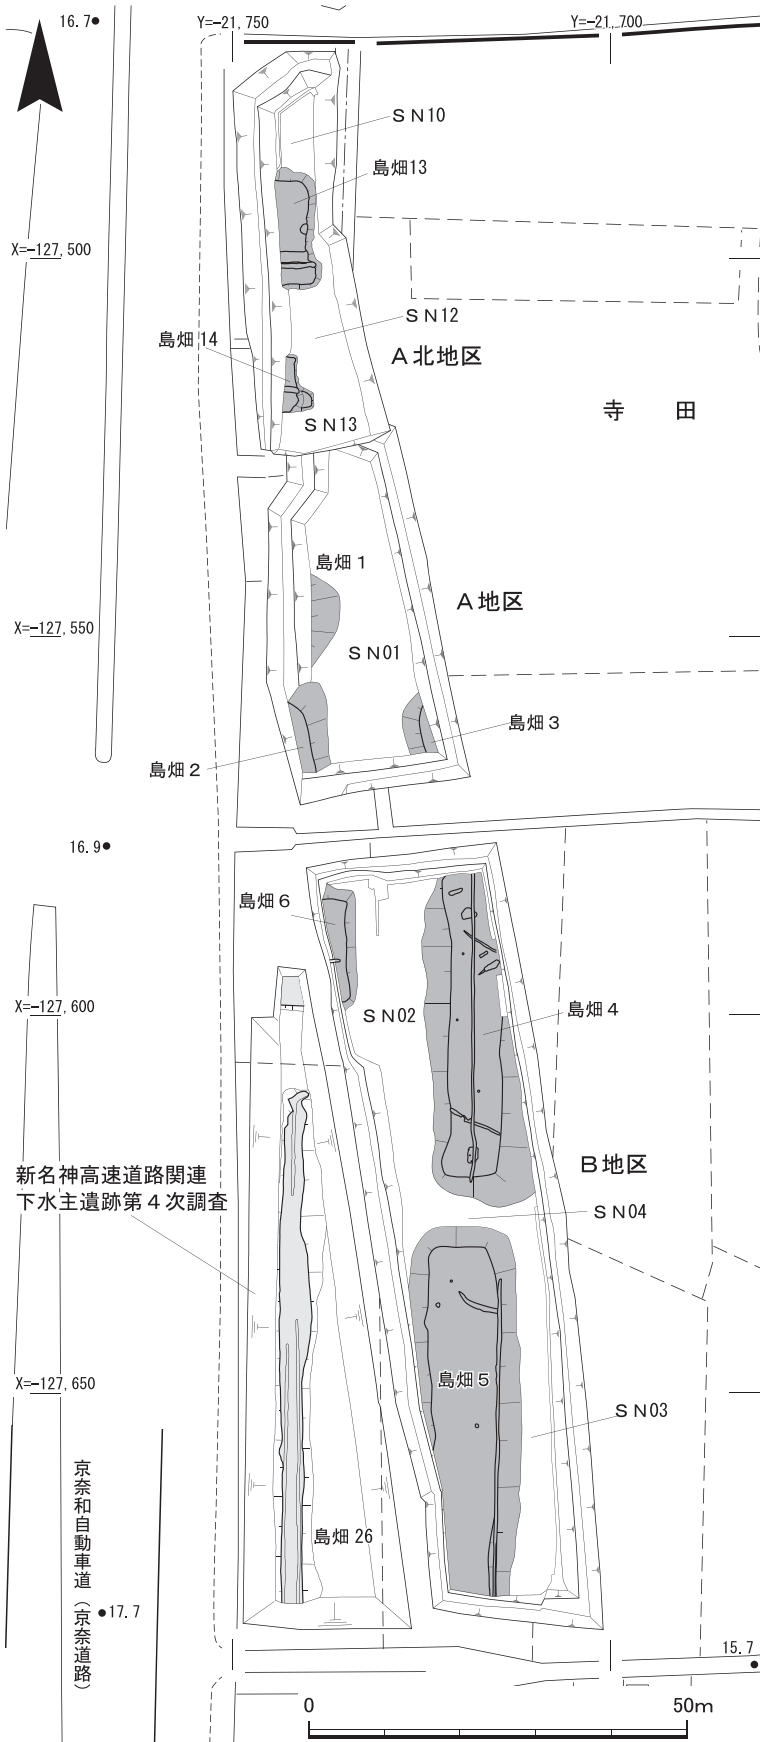 16.7
Y=-21,750
Y=-21,700
SN10
島畑13
X=-127,500
SN12
島畑14
A北地区
寺　田
SN13
島畑1
A地区
X=-127,550
SN01
島畑3
島畑2
16.9
島畑6
X=-127,600
SN02
島畑4
B地区
新名神高速道路関連
下水主遺跡第4次調査
SN04
島畑5
X=-127,650
SN03
京奈和自動車道（京奈道路）
島畑26
17.7
15.7
0
50m